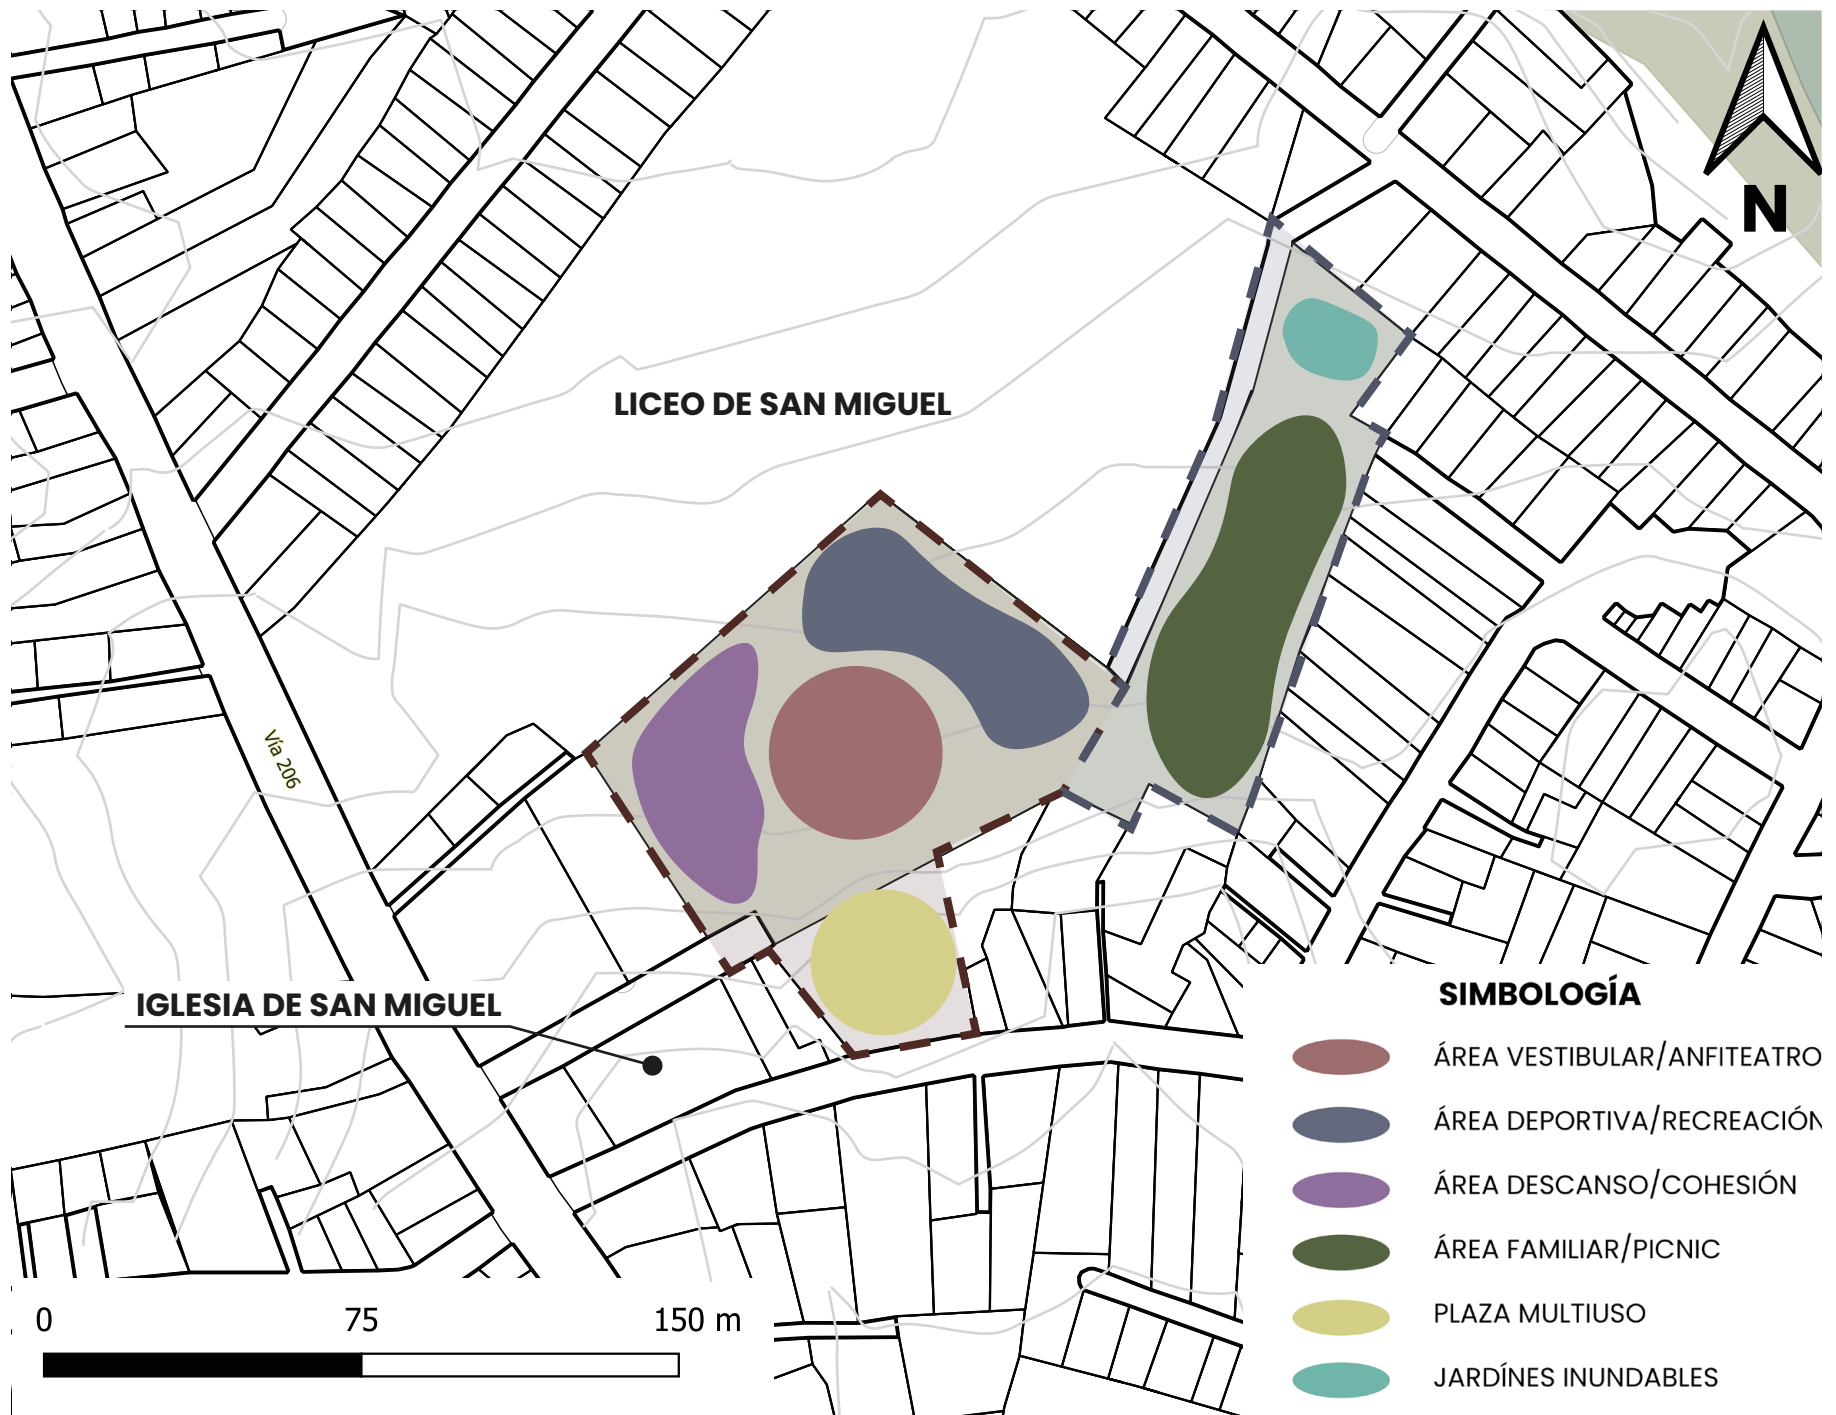 N
LICEO DE SAN MIGUEL
Vía 206
IGLESIA DE SAN MIGUEL
SIMBOLOGÍA
ÁREA VESTIBULAR/ANFITEATRO
ÁREA DEPORTIVA/RECREACIÓN
ÁREA DESCANSO/COHESIÓN
ÁREA FAMILIAR/PICNIC
PLAZA MULTIUSO
JARDÍNES INUNDABLES
0 75 150 m